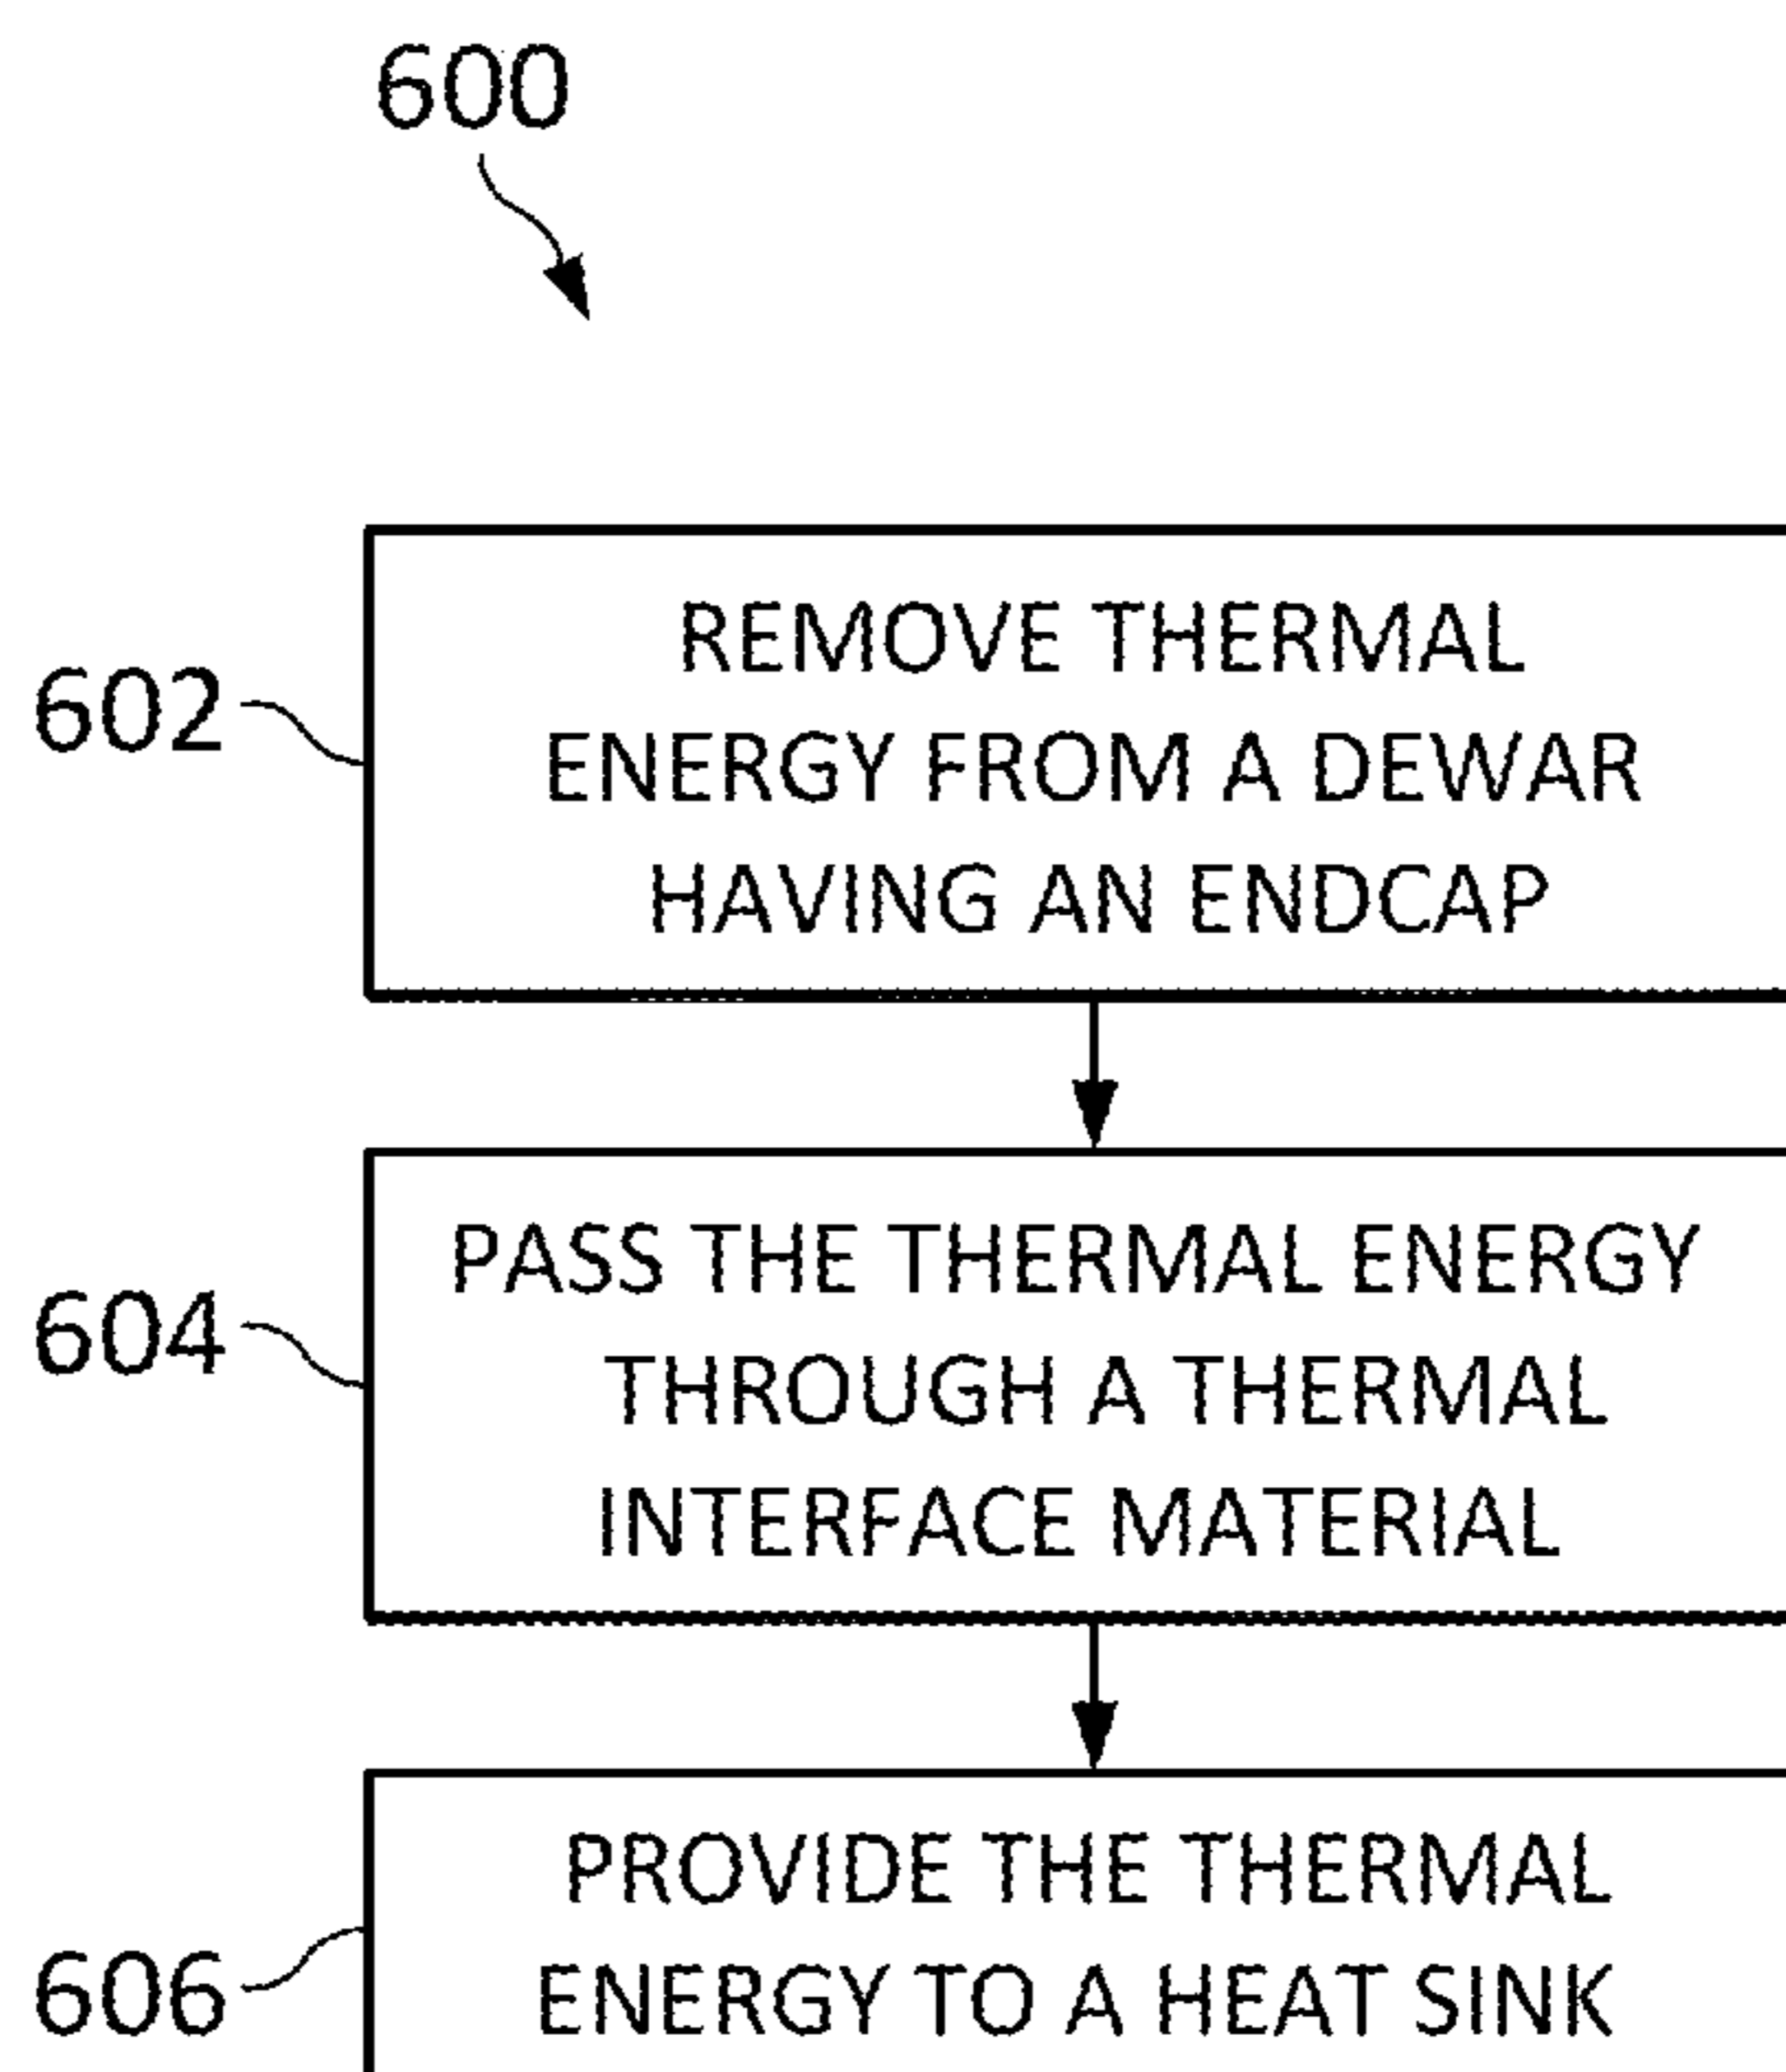 600
602
REMOVE THERMAL
ENERGY FROM A DEWAR
HAVING AN ENDCAP
604
PASS THE THERMAL ENERGY
THROUGH A THERMAL
INTERFACE MATERIAL
606
PROVIDE THE THERMAL
ENERGY TO A HEAT SINK